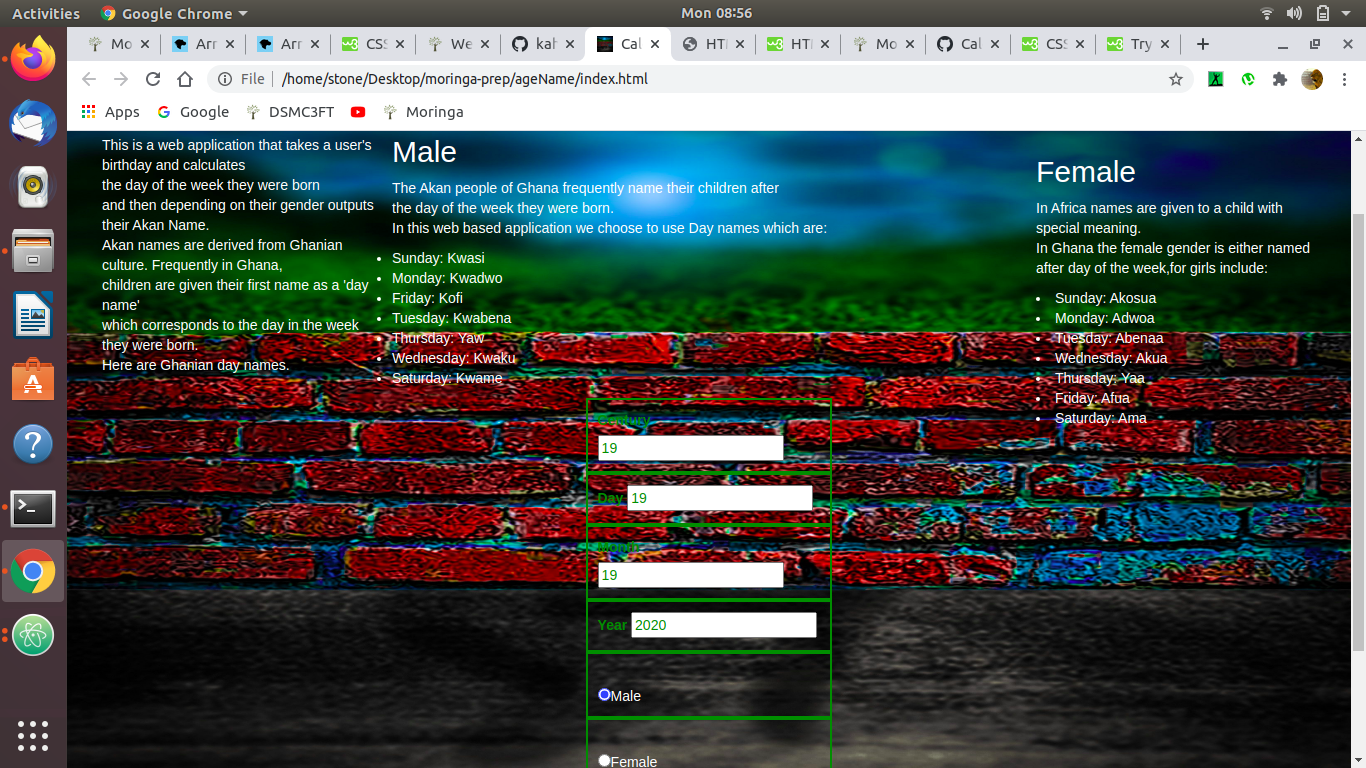 Activities
Google Chrome
Mon 08:56
Mo
Arr
Arr
CSS
We
kah
Cal
HTM
HTM
Mo
Cal
CSS
Try
File
/home/stone/Desktop/moringa-prep/ageName/index.html
Apps
Google
DSMC3FT
Moringa
This is a web application that takes a user's
birthday and calculates
the day of the week they were born
and then depending on their gender outputs
their Akan Name.
Akan names are derived from Ghanian
culture. Frequently in Ghana,
children are given their first name as a 'day
name'
which corresponds to the day in the week
they were born.
Here are Ghanian day names.
Male
The Akan people of Ghana frequently name their children after
the day of the week they were born.
In this web based application we choose to use Day names which are:
Sunday: Kwasi
Monday: Kwadwo
Friday: Kofi
Tuesday: Kwabena
Thursday: Yaw
Wednesday: Kwaku
Saturday: Kwame
Female
In Africa names are given to a child with
special meaning.
In Ghana the female gender is either named
after day of the week,for girls include:
Sunday: Akosua
Monday: Adwoa
Tuesday: Abenaa
Wednesday: Akua
Thursday: Yaa
Friday: Afua
Saturday: Ama
Century
19
Day 19
Month
19
Year 2020
Male
Female